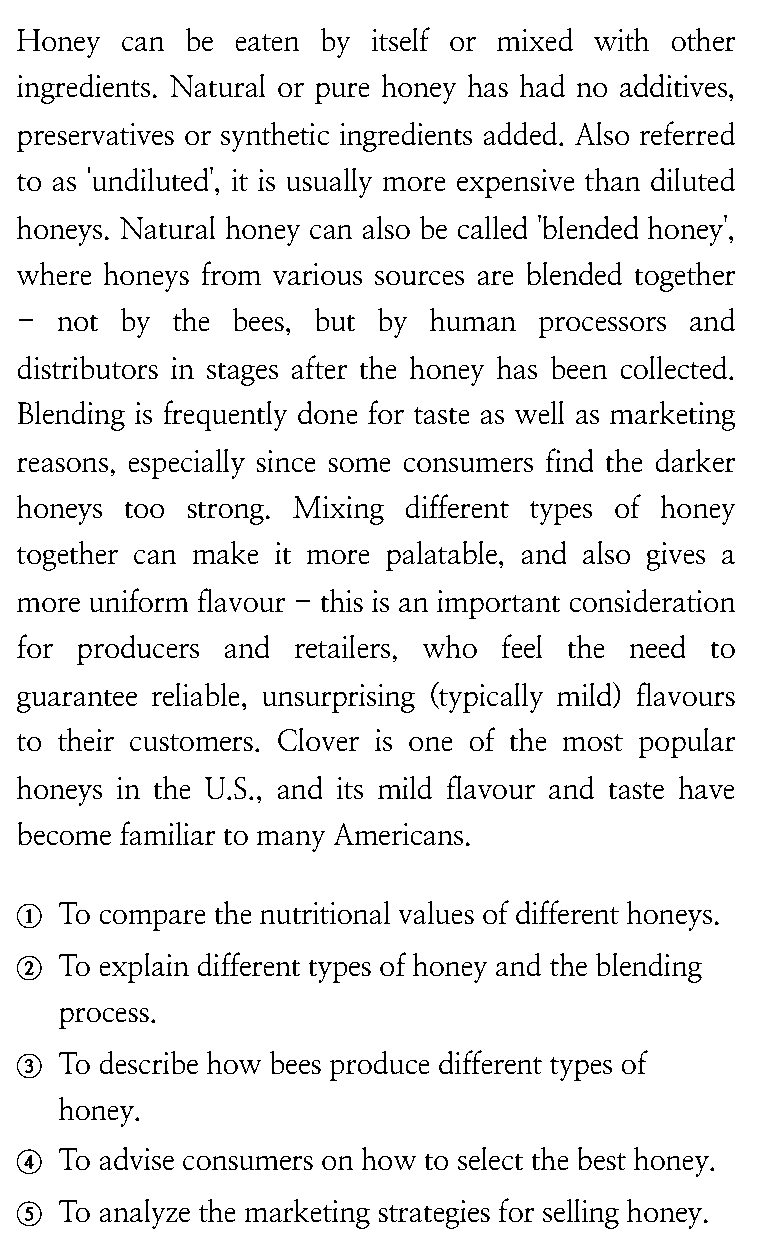 Honey can be eaten by itself or mixed with other
ingredients. Natural or pure honey has had no additives,
preservatives or synthetic ingredients added. Also referred
to as 'undiluted', it is usually more expensive than diluted
honeys. Natural honey can also be called 'blended honey',
where honeys from various sources are blended together
– not by the bees, but by human processors and
distributors in stages after the honey has been collected.
Blending is frequently done for taste as well as marketing
reasons, especially since some consumers find the darker
honeys too strong. Mixing different types of honey
together can make it more palatable, and also gives a
more uniform flavour – this is an important consideration
for producers and retailers, who feel the need to
guarantee reliable, unsurprising (typically mild) flavours
to their customers. Clover is one of the most popular
honeys in the U.S., and its mild flavour and taste have
become familiar to many Americans.
① To compare the nutritional values of different honeys.
② To explain different types of honey and the blending
process.
③ To describe how bees produce different types of
honey.
④ To advise consumers on how to select the best honey.
⑤ To analyze the marketing strategies for selling honey.